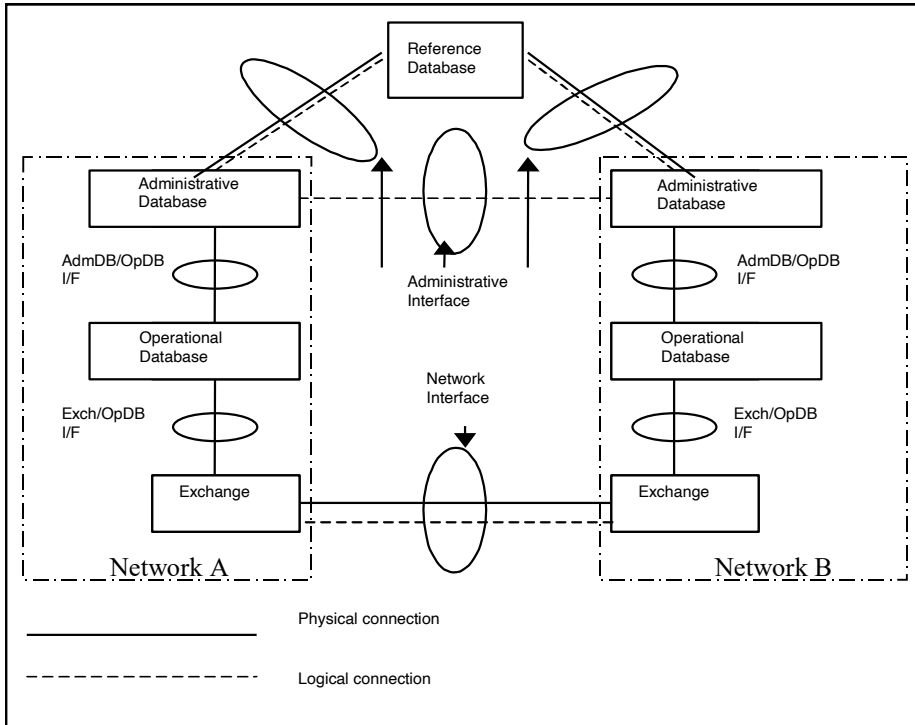 Reference
Database
Administrative
Database
Administrative
Database
AdmDB/OpDB
I/F
Administrative
Interface
AdmDB/OpDB
I/F
Operational
Database
Operational
Database
Network
Interface
Exch/OpDB
I/F
Exch/OpDB
I/F
Exchange
Exchange
Network A
Network B
Physical connection
Logical connection